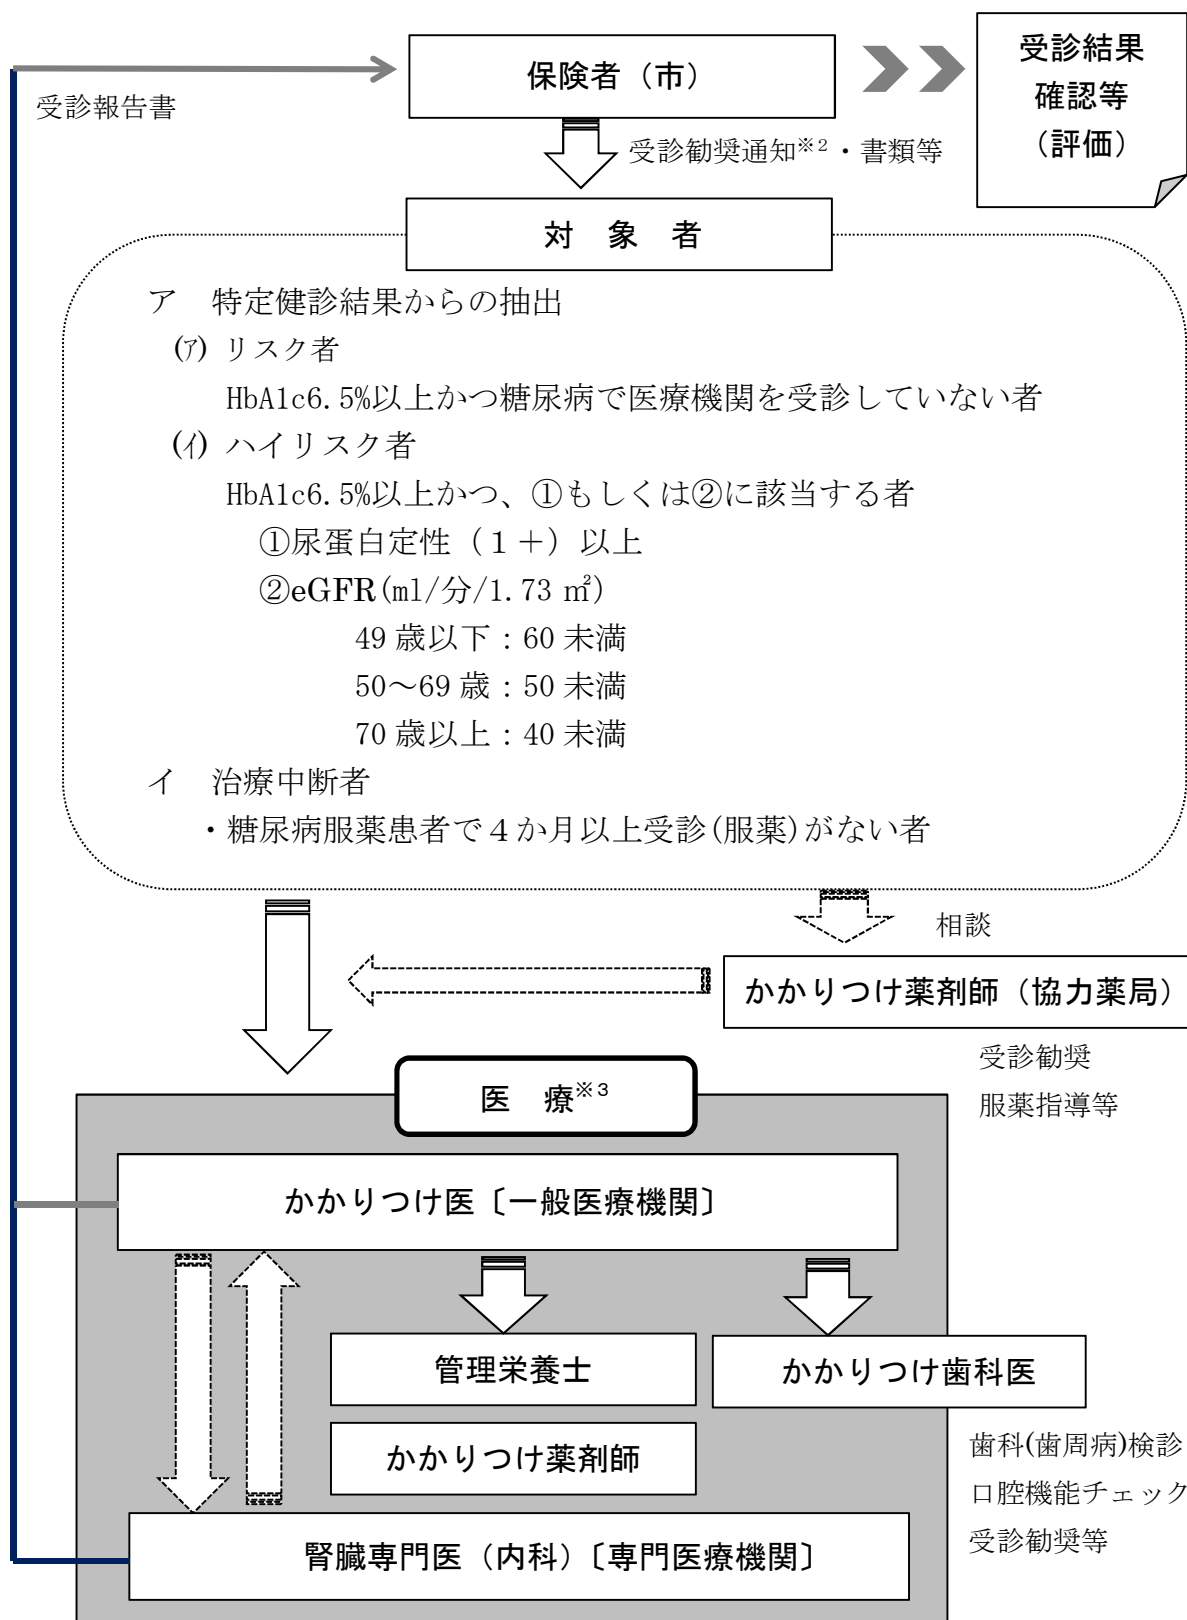 保険者（市）
受診結果
確認等
（評価）
受診報告書
受診勧奨通知※２・書類等
対　象　者
ア　特定健診結果からの抽出
(ｱ) リスク者
HbA1c6.5%以上かつ糖尿病で医療機関を受診していない者
(ｲ) ハイリスク者
HbA1c6.5%以上かつ、①もしくは②に該当する者
①尿蛋白定性（１＋）以上
②eGFR(ml/分/1.73 ㎡)
49 歳以下：60 未満
50～69 歳：50 未満
70 歳以上：40 未満
イ　治療中断者
・糖尿病服薬患者で４か月以上受診(服薬)がない者
相談
かかりつけ薬剤師（協力薬局）
受診勧奨
服薬指導等
医　療※３
かかりつけ医〔一般医療機関〕
管理栄養士
かかりつけ歯科医
かかりつけ薬剤師
歯科(歯周病)検診
口腔機能チェック
受診勧奨等
腎臓専門医（内科）〔専門医療機関〕